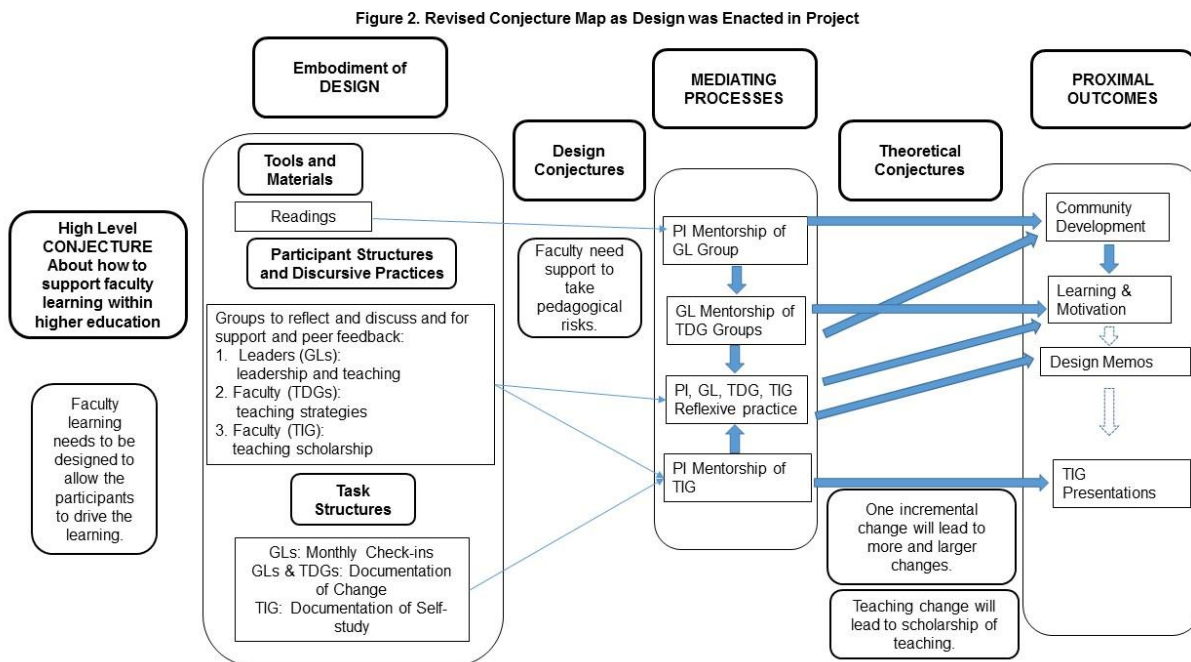 Figure 2. Revised Conjecture Map as Design was Enacted in Project
High Level
CONJECTURE
About how to
support faculty
learning within
higher education
Faculty
learning
needs to be
designed to
allow the
participants
to drive the
learning.
Embodiment of
DESIGN
Tools and
Materials
Readings
Participant Structures
and Discursive Practices
Groups to reflect and discuss and for
support and peer feedback:
1. Leaders (GLs):
leadership and teaching
2. Faculty (TDGs):
teaching strategies
3. Faculty (TIG):
teaching scholarship
Task
Structures
GLs: Monthly Check-ins
GLs & TDGs: Documentation
of Change
TIG: Documentation of Self-
study
Design
Conjectures
Faculty need
support to
take
pedagogical
risks.
MEDIATING
PROCESSES
PI Mentorship of
GL Group
GL Mentorship of
TDG Groups
PI, GL, TDG, TIG
Reflexive practice
PI Mentorship of
TIG
Theoretical
Conjectures
One incremental
change will lead to
more and larger
changes.
Teaching change will
lead to scholarship of
teaching.
PROXIMAL
OUTCOMES
Community
Development
Learning &
Motivation
Design Memos
TIG
Presentations